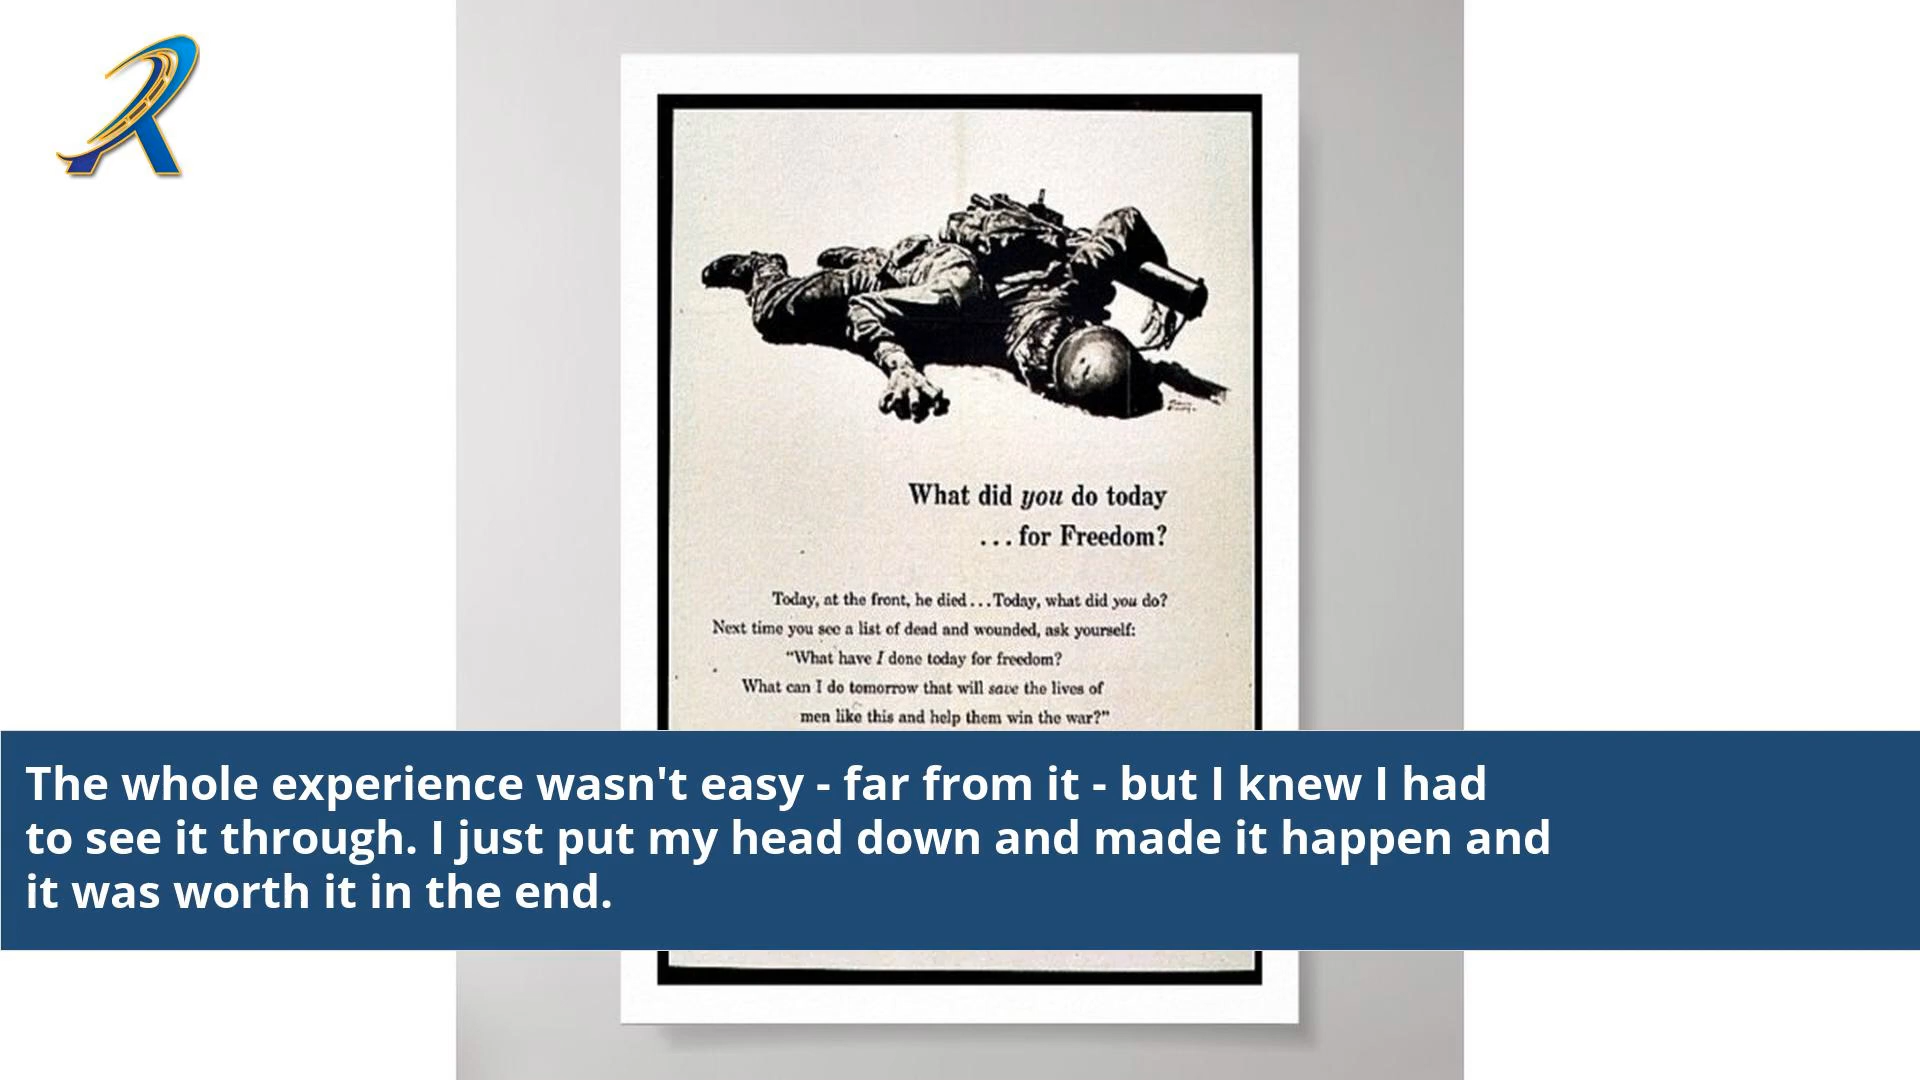 What did you do today
...for Freedom?
Today, at the front, he died...Today, what did you do?
Next time you see a list of dead and wounded, ask yourself:
"What have I done today for freedom?
What can I do tomorrow that will save the lives of
men like this and help them win the war?"
The whole experience wasn't easy - far from it - but I knew I had
to see it through. I just put my head down and made it happen and
it was worth it in the end.